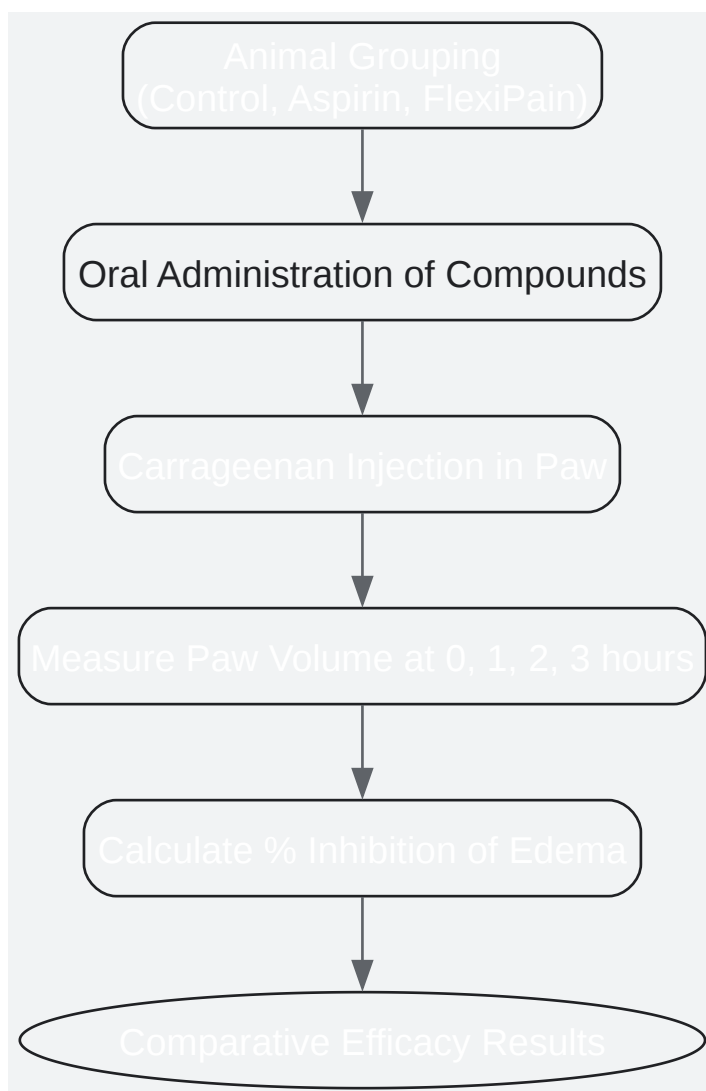 Animal Grouping
(Control, Aspirin, FlexiPain)
Oral Administration of Compounds
Carrageenan Injection in Paw
Measure Paw Volume at 0, 1, 2, 3 hours
Calculate % Inhibition of Edema
Comparative Efficacy Results